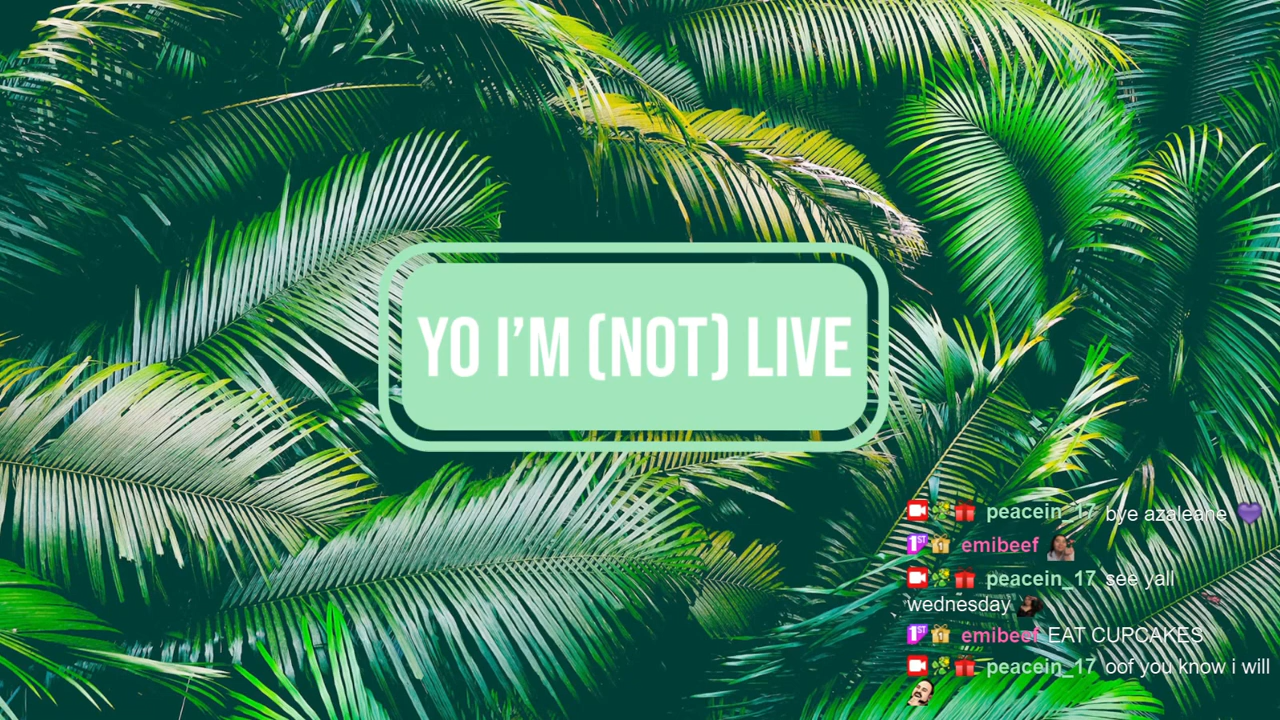 YO I'M (NOT) LIVE
peacein_17 bye azaleane
emibeef
peacein_17 see yall
wednesday
emibeef EAT CUPCAKES
peacein_17 oof you know i will